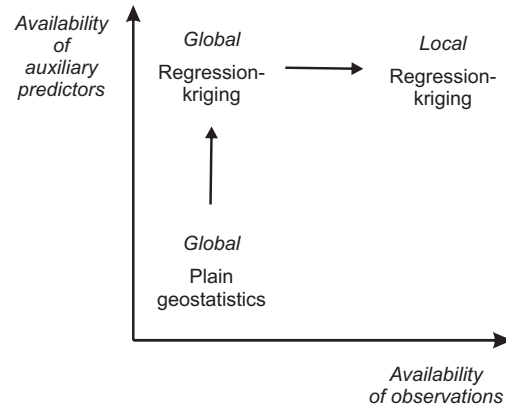 Availability
of
auxiliary
predictors
Global
Regression-
kriging
Local
Regression-
kriging
Global
Plain
geostatistics
Availability
of observations